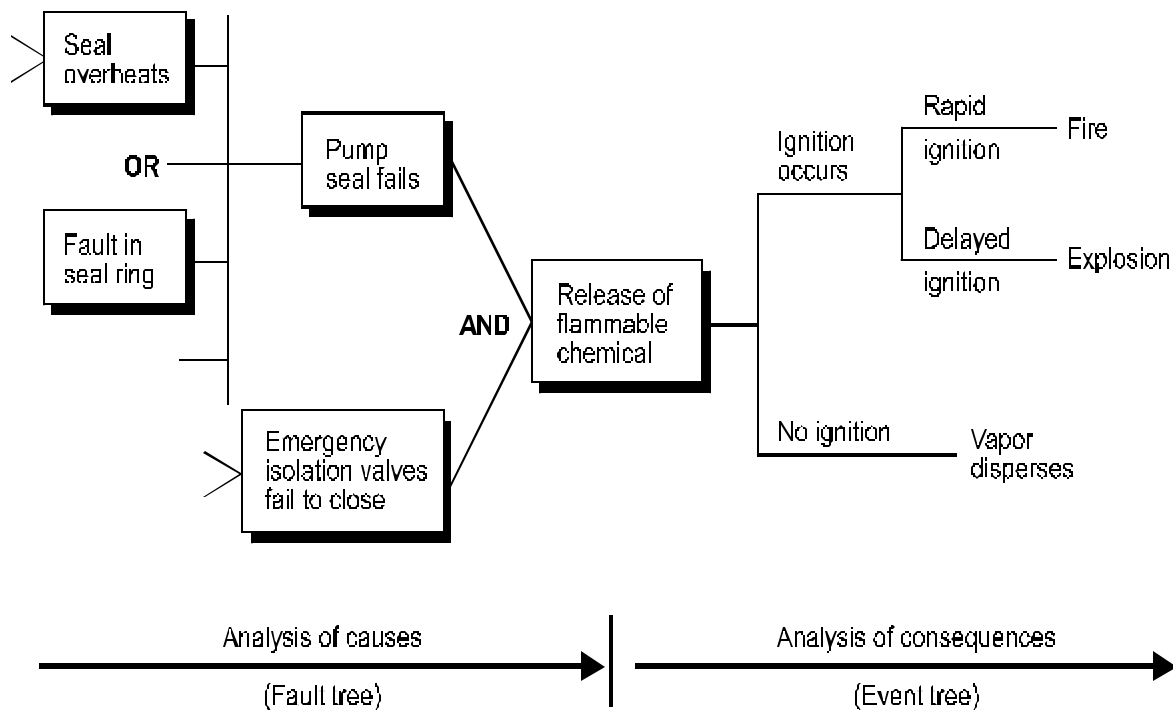 Seal
overheats
OR
Fault in
seal ring
Pump
seal fails
Emergency
isolation valves
fail to close
AND
Release of
flammable
chemical
Ignition
occurs
Rapid
ignition
Fire
Delayed
ignition
Explosion
No ignition
Vapor
disperses
Analysis of causes
(Fault tree)
Analysis of consequences
(Event tree)